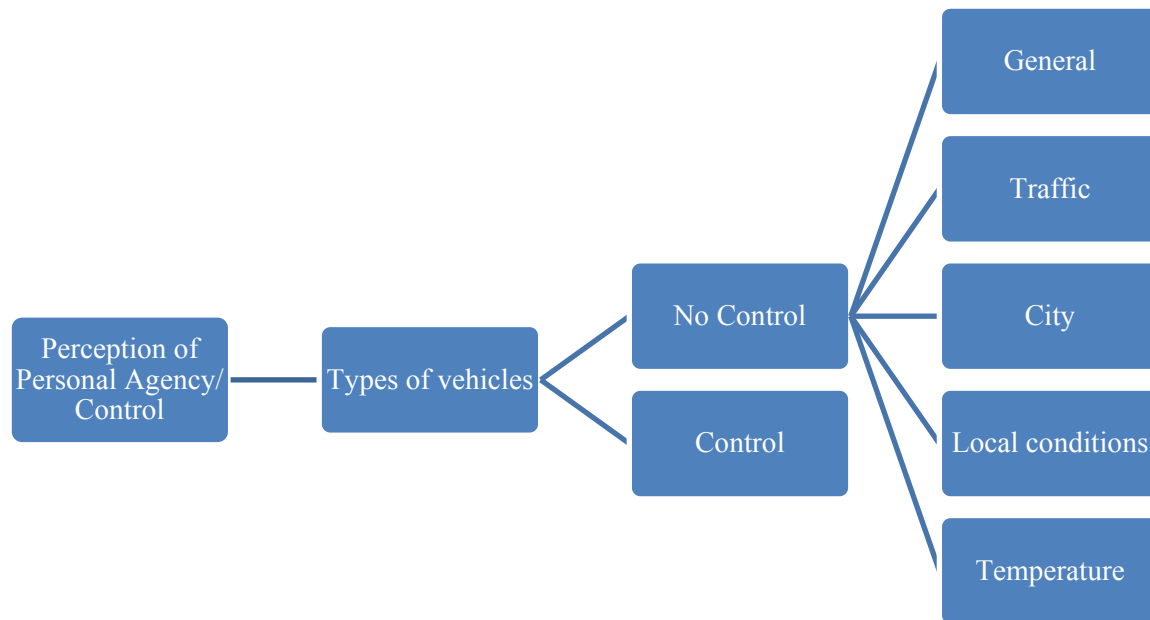 Perception of
Personal Agency/
Control
Types of vehicles
No Control
Control
General
Traffic
City
Local conditions
Temperature